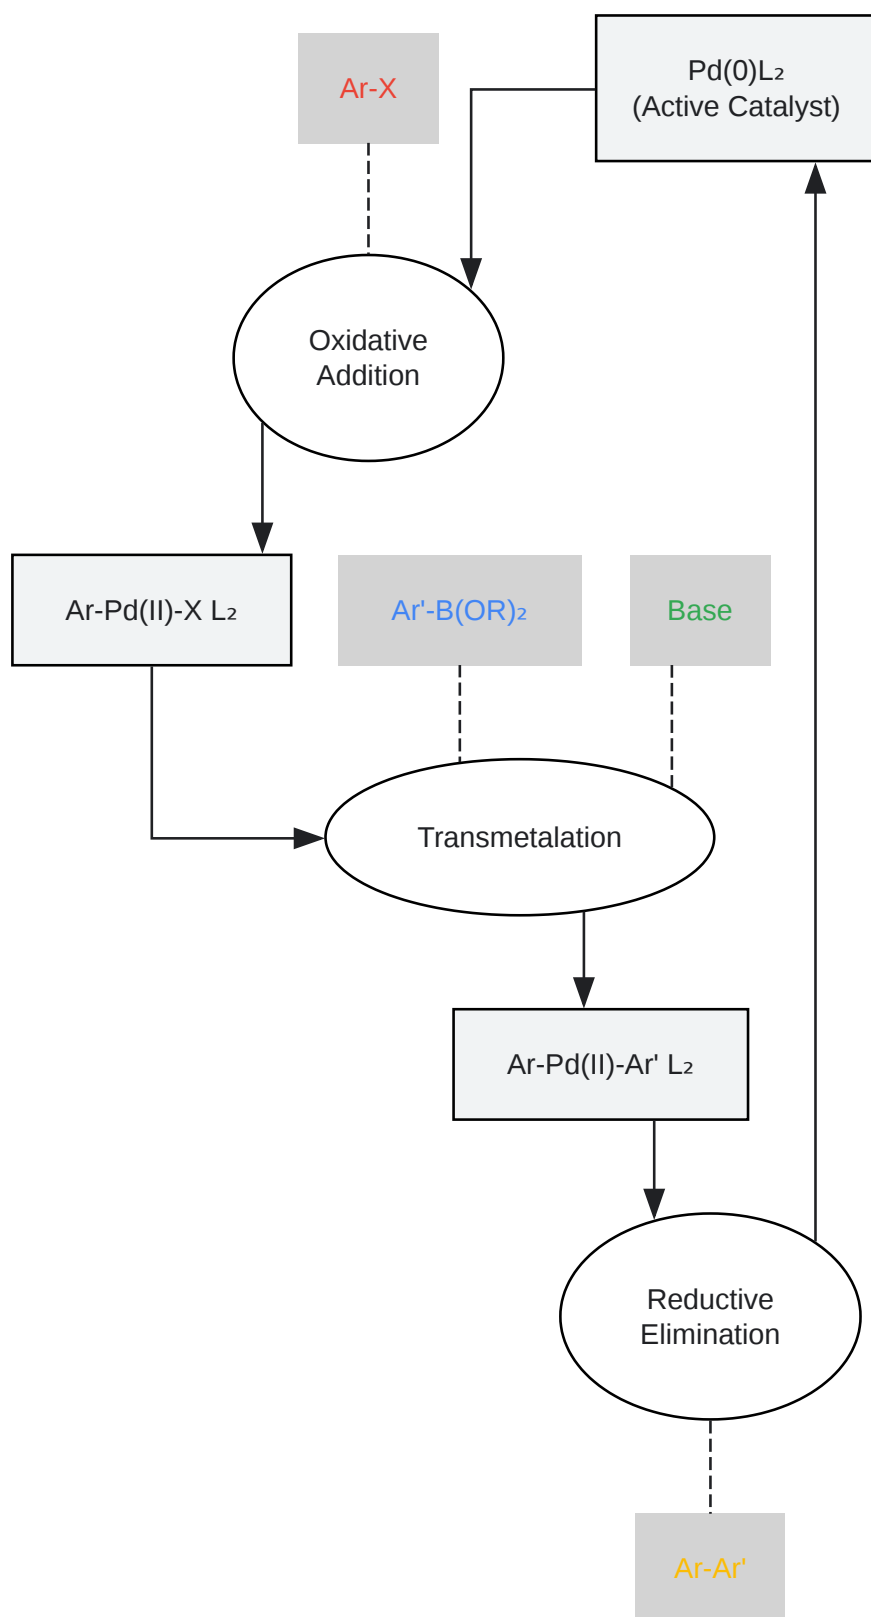 Ar-X
Pd(0)L₂
(Active Catalyst)
Oxidative
Addition
Ar-Pd(II)-X L₂
Ar'-B(OR)₂
Base
Transmetalation
Ar-Pd(II)-Ar' L₂
Reductive
Elimination
Ar-Ar'